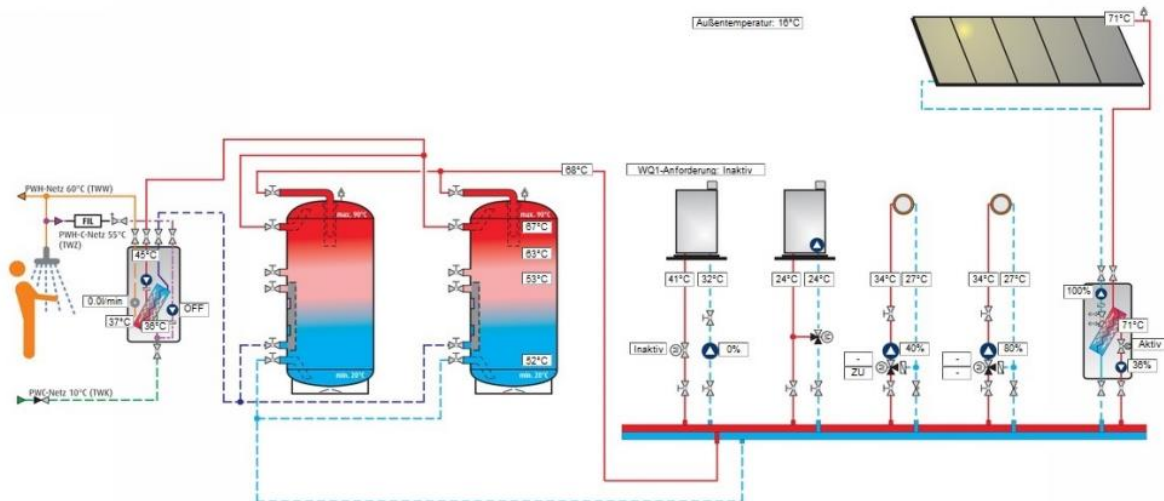 Außentemperatur: 16°C
71°C
68°C
WQ1-Anforderung: Inaktiv
PWH-Netz 60°C (TWW)
FIL
PWH-C-Netz 55°C
(TWZ)
45°C
0.0l/min
OFF
37°C
36°C
PWC-Netz 10°C (TWK)
max. 90°C
min. 20°C
max. 90°C
67°C
63°C
53°C
52°C
min. 20°C
41°C
32°C
24°C
24°C
34°C
27°C
34°C
27°C
Inaktiv
0%
40%
-
ZU
80%
-
-
100%
71°C
Aktiv
36%